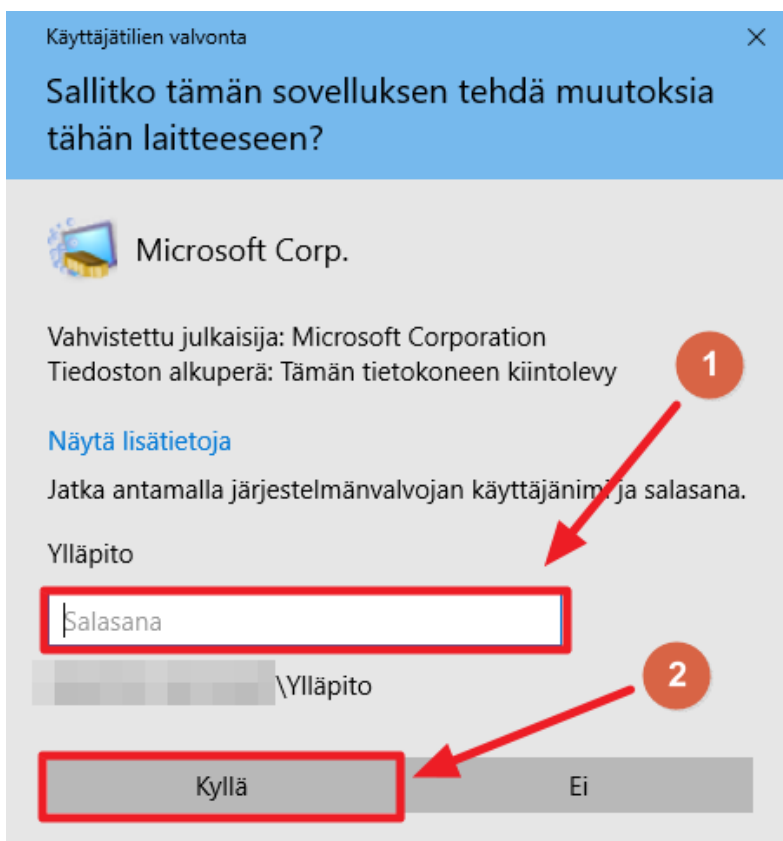 Käyttäjätilien valvonta
Sallitko tämän sovelluksen tehdä muutoksia
tähän laitteeseen?
Microsoft Corp.
Vahvistettu julkaisija: Microsoft Corporation
Tiedoston alkuperä: Tämän tietokoneen kiintolevy
1
Näytä lisätietoja
Jatka antamalla järjestelmänvalvojan käyttäjänimi ja salasana.
Ylläpito
Salasana
\Ylläpito
2
Kyllä
Ei